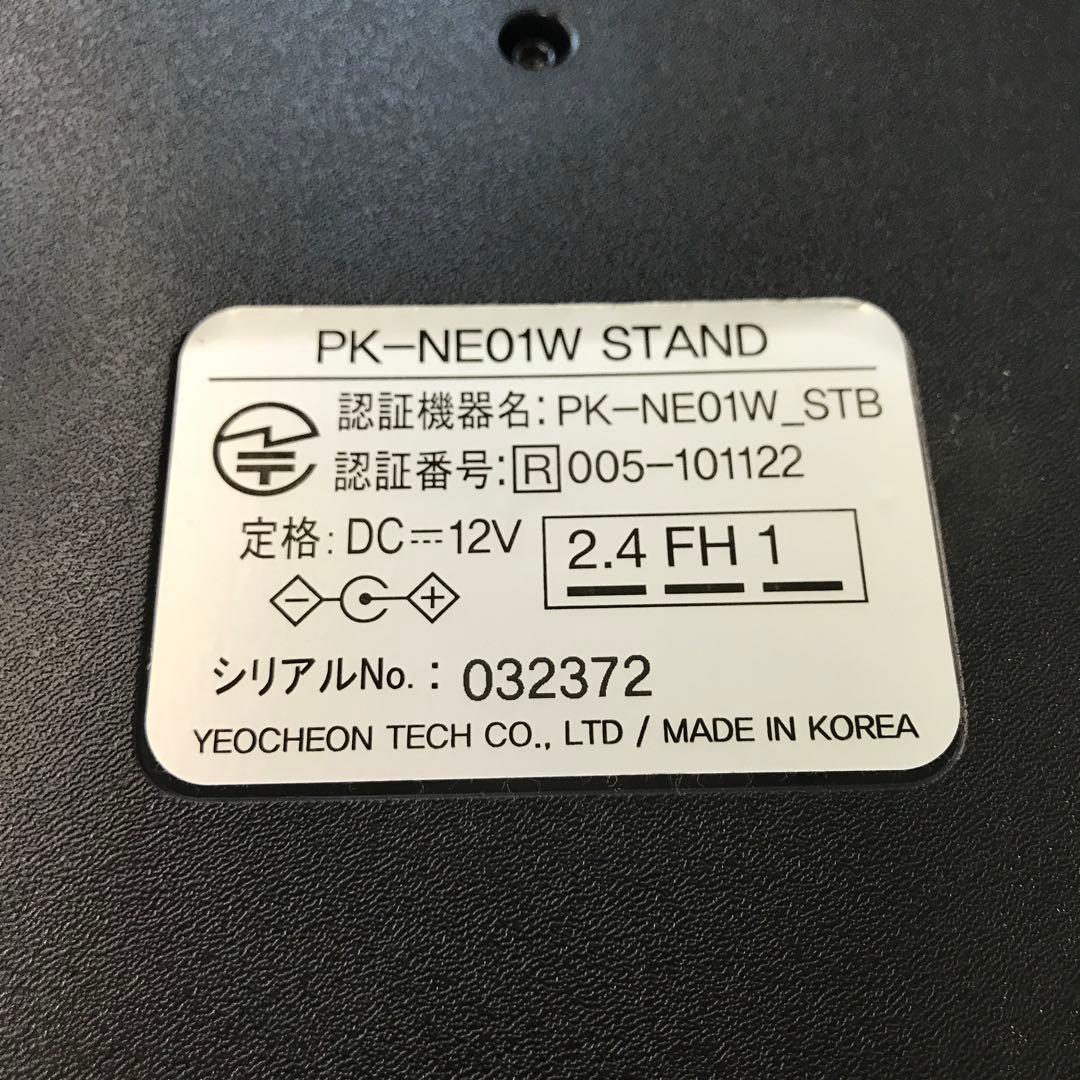 PK-NE01W STAND
認証機器名: PK-NE01W_STB
認証番号: R 005-101122
定格: DC⎓12V
2.4 FH 1
シリアルNo. : 032372
YEOCHEON TECH CO., LTD / MADE IN KOREA